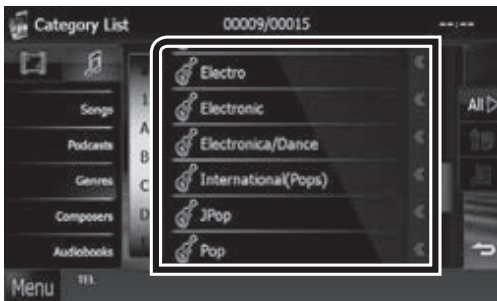 Category List 00009/00015 --:--
Electro
Songs 1 Electronic All
A
Podcasts Electronica/Dance
B
Genres C International(Pops)
Composers D JPop
Audiobooks Pop
Menu TEL